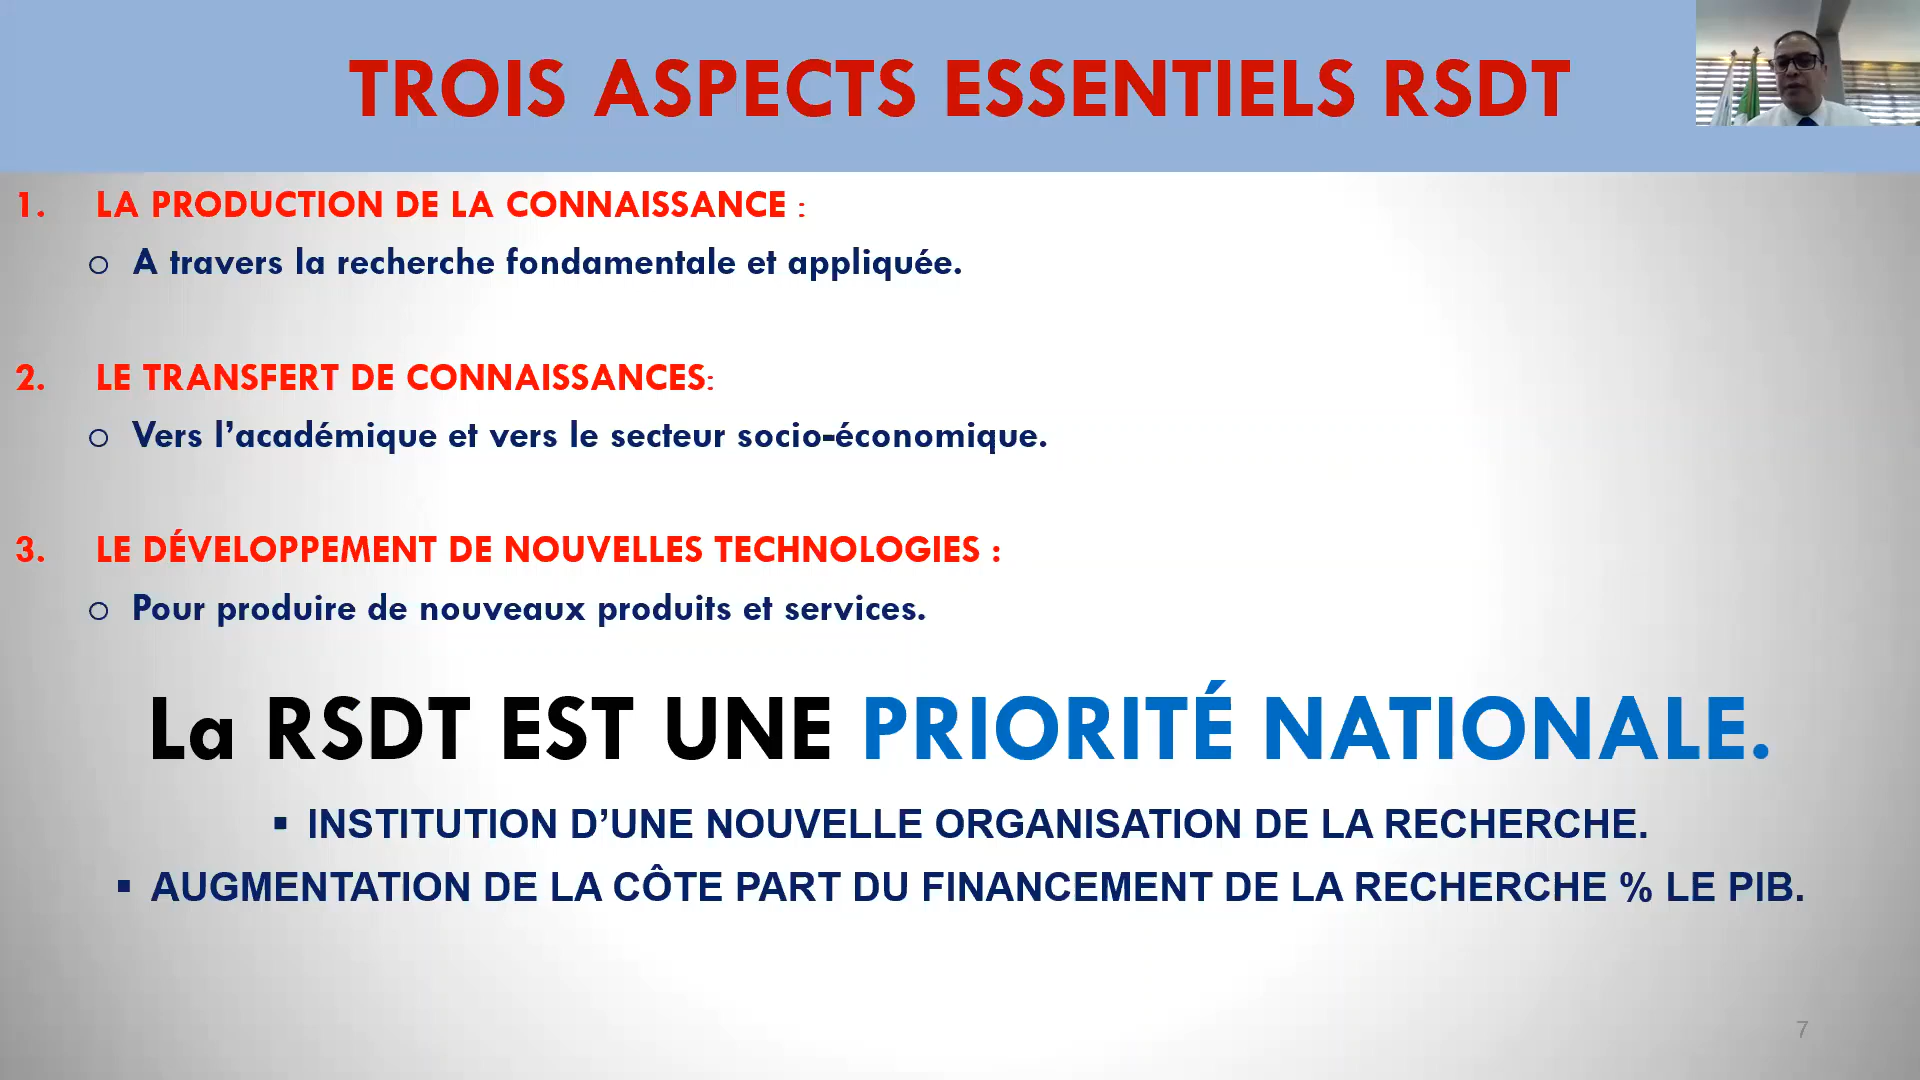 TROIS ASPECTS ESSENTIELS RSDT
1. LA PRODUCTION DE LA CONNAISSANCE :
o A travers la recherche fondamentale et appliquée.
2. LE TRANSFERT DE CONNAISSANCES:
o Vers l’académique et vers le secteur socio-économique.
3. LE DÉVELOPPEMENT DE NOUVELLES TECHNOLOGIES :
o Pour produire de nouveaux produits et services.
La RSDT EST UNE PRIORITÉ NATIONALE.
▪ INSTITUTION D’UNE NOUVELLE ORGANISATION DE LA RECHERCHE.
▪ AUGMENTATION DE LA CÔTE PART DU FINANCEMENT DE LA RECHERCHE % LE PIB.
7